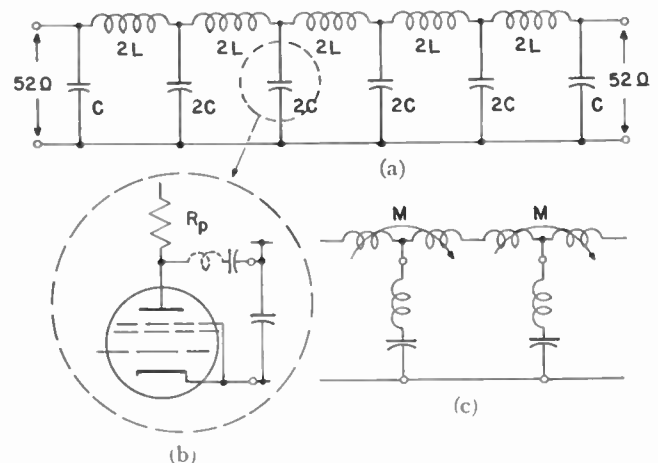 2L 2L 2L 2L 2L
52Ω C 2C 2C 2C 2C C 52Ω
(a)
Rp
M M
(b)
(c)